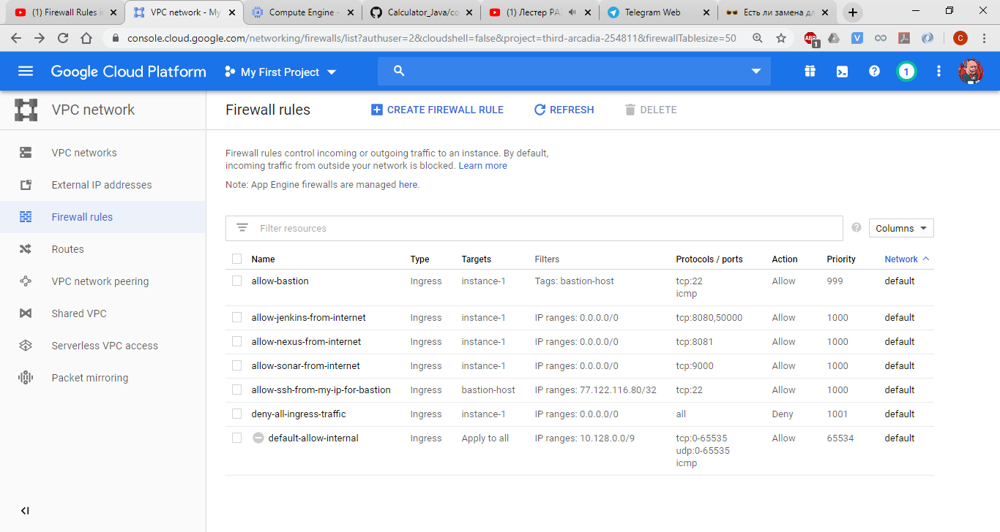 (1) Firewall Rules in
VPC network - My
Compute Engine -
Calculator_Java/co
(1) Лестер РАЗ
Telegram Web
Есть ли замена дл
console.cloud.google.com/networking/firewalls/list?authuser=2&cloudshell=false&project=third-arcadia-254811&firewallTablesize=50
ABP
1
V
C
Google Cloud Platform
My First Project
1
VPC network
Firewall rules
CREATE FIREWALL RULE
REFRESH
DELETE
VPC networks
External IP addresses
Firewall rules
Routes
VPC network peering
Shared VPC
Serverless VPC access
Packet mirroring
Firewall rules control incoming or outgoing traffic to an instance. By default,
incoming traffic from outside your network is blocked. Learn more
Note: App Engine firewalls are managed here.
Filter resources
Columns
Name Type Targets Filters Protocols / ports Action Priority Network
allow-bastion Ingress instance-1 Tags: bastion-host tcp:22 Allow 999 default
icmp
allow-jenkins-from-internet Ingress instance-1 IP ranges: 0.0.0.0/0 tcp:8080,50000 Allow 1000 default
allow-nexus-from-internet Ingress instance-1 IP ranges: 0.0.0.0/0 tcp:8081 Allow 1000 default
allow-sonar-from-internet Ingress instance-1 IP ranges: 0.0.0.0/0 tcp:9000 Allow 1000 default
allow-ssh-from-my-ip-for-bastion Ingress bastion-host IP ranges: 77.122.116.80/32 tcp:22 Allow 1000 default
deny-all-ingress-traffic Ingress instance-1 IP ranges: 0.0.0.0/0 all Deny 1001 default
default-allow-internal Ingress Apply to all IP ranges: 10.128.0.0/9 tcp:0-65535 Allow 65534 default
udp:0-65535
icmp